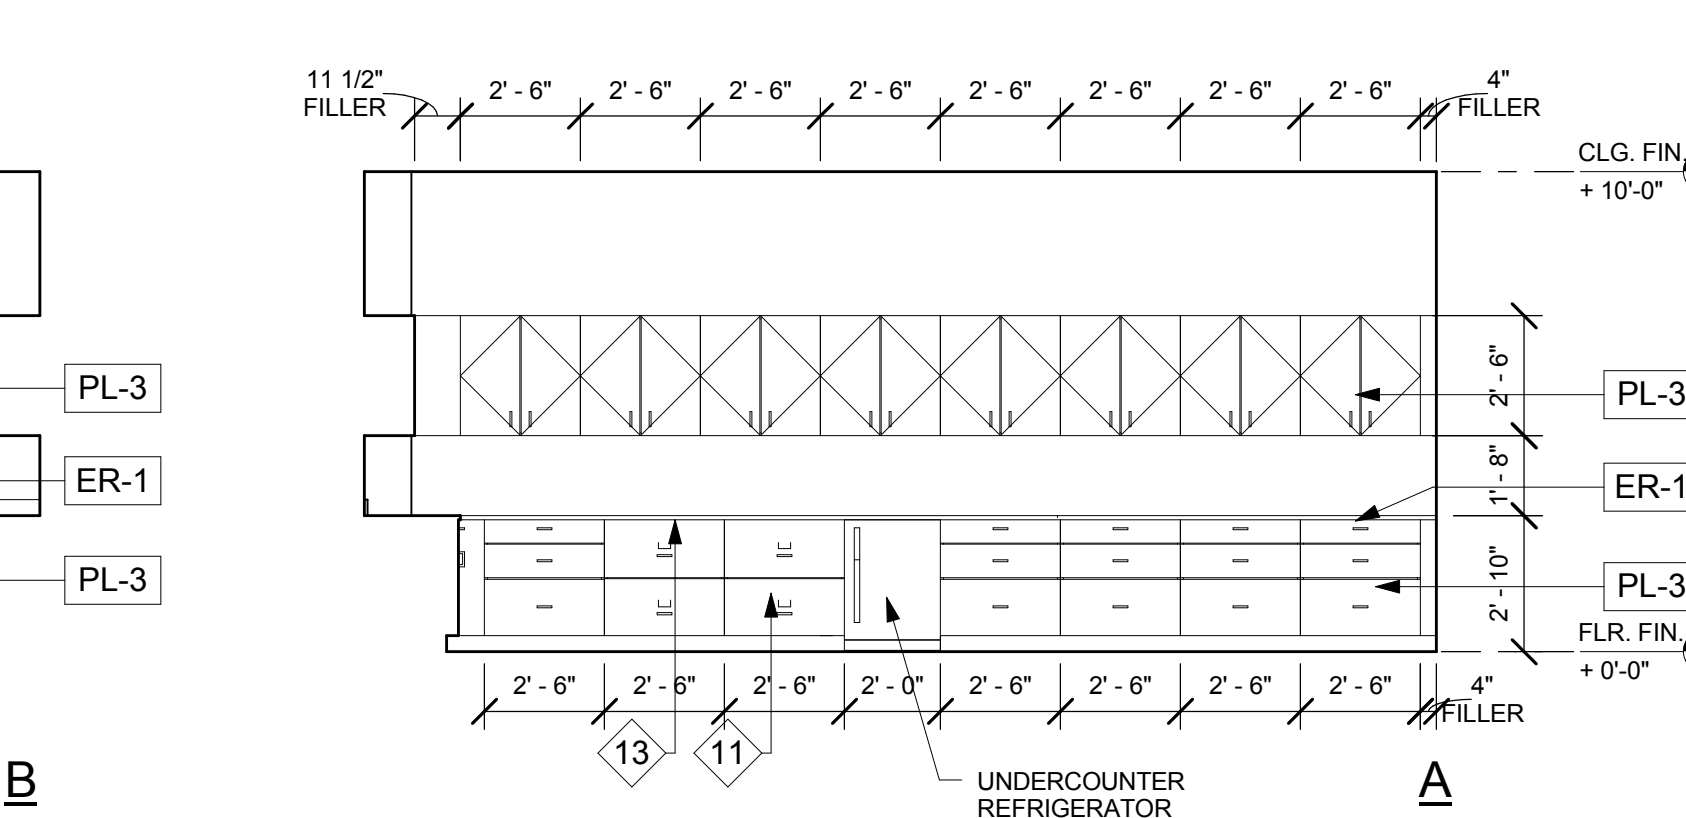 11 1/2"
FILLER
2' - 6" 2' - 6" 2' - 6" 2' - 6" 2' - 6" 2' - 6" 2' - 6" 2' - 6"
4"
FILLER
CLG. FIN.
+ 10'-0"
PL-3
ER-1
PL-3
2' - 6"
1' - 8"
2' - 10"
PL-3
ER-1
PL-3
FLR. FIN.
+ 0'-0"
2' - 6" 2' - 6" 2' - 6" 2' - 0" 2' - 6" 2' - 6" 2' - 6" 2' - 6"
4"
FILLER
13
11
UNDERCOUNTER
REFRIGERATOR
B
A